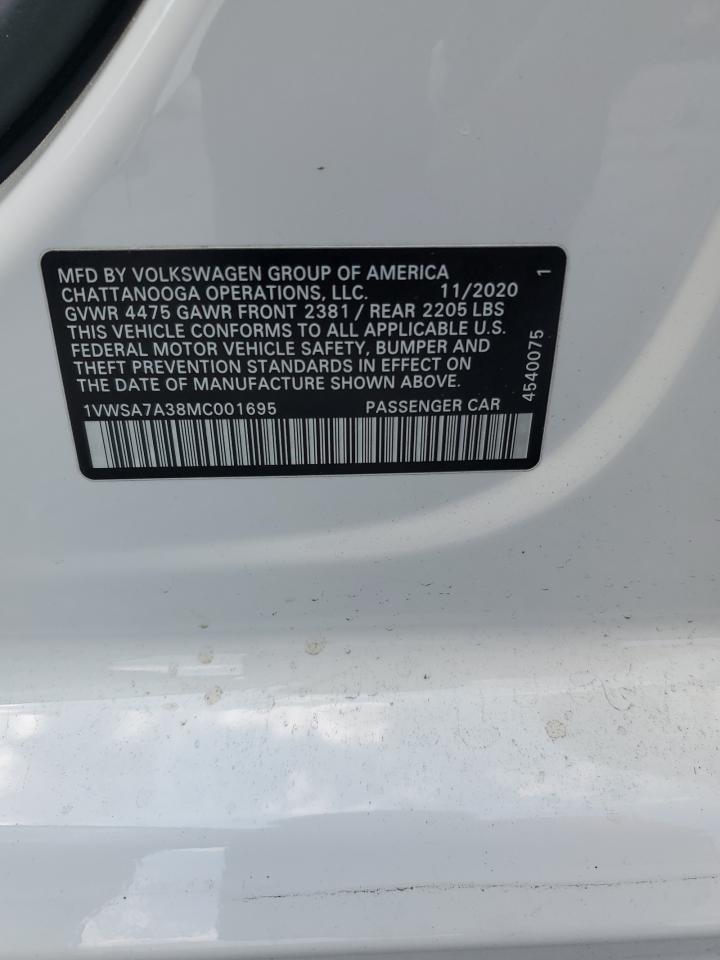 MFD BY VOLKSWAGEN GROUP OF AMERICA
CHATTANOOGA OPERATIONS, LLC. 11/2020
GVWR 4475 GAWR FRONT 2381 / REAR 2205 LBS
THIS VEHICLE CONFORMS TO ALL APPLICABLE U.S.
FEDERAL MOTOR VEHICLE SAFETY, BUMPER AND
THEFT PREVENTION STANDARDS IN EFFECT ON
THE DATE OF MANUFACTURE SHOWN ABOVE.
1VWSA7A38MC001695 PASSENGER CAR
4540075 1